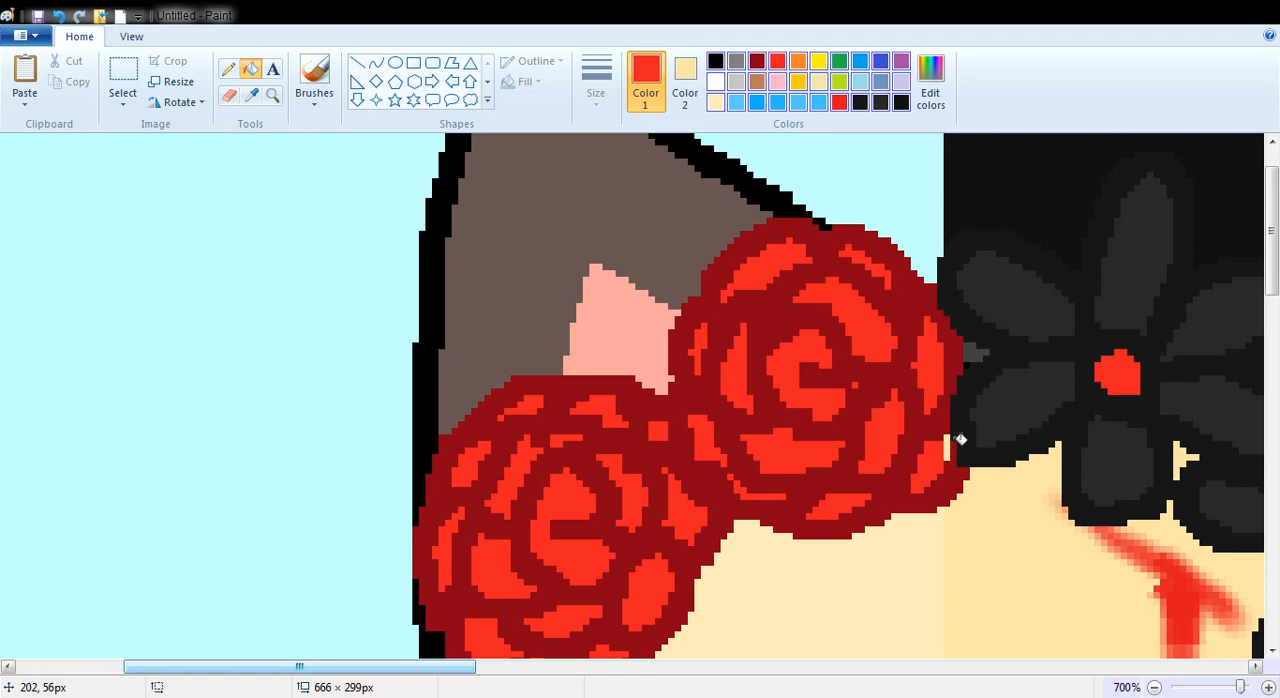 Untitled - Paint
Home View
Paste
Cut
Copy
Clipboard
Select
Crop
Resize
Rotate
Image
A
Tools
Brushes
Outline
Fill
Shapes
Size
Color 1
Color 2
Edit colors
Colors
202, 56px
666 × 299px
700%